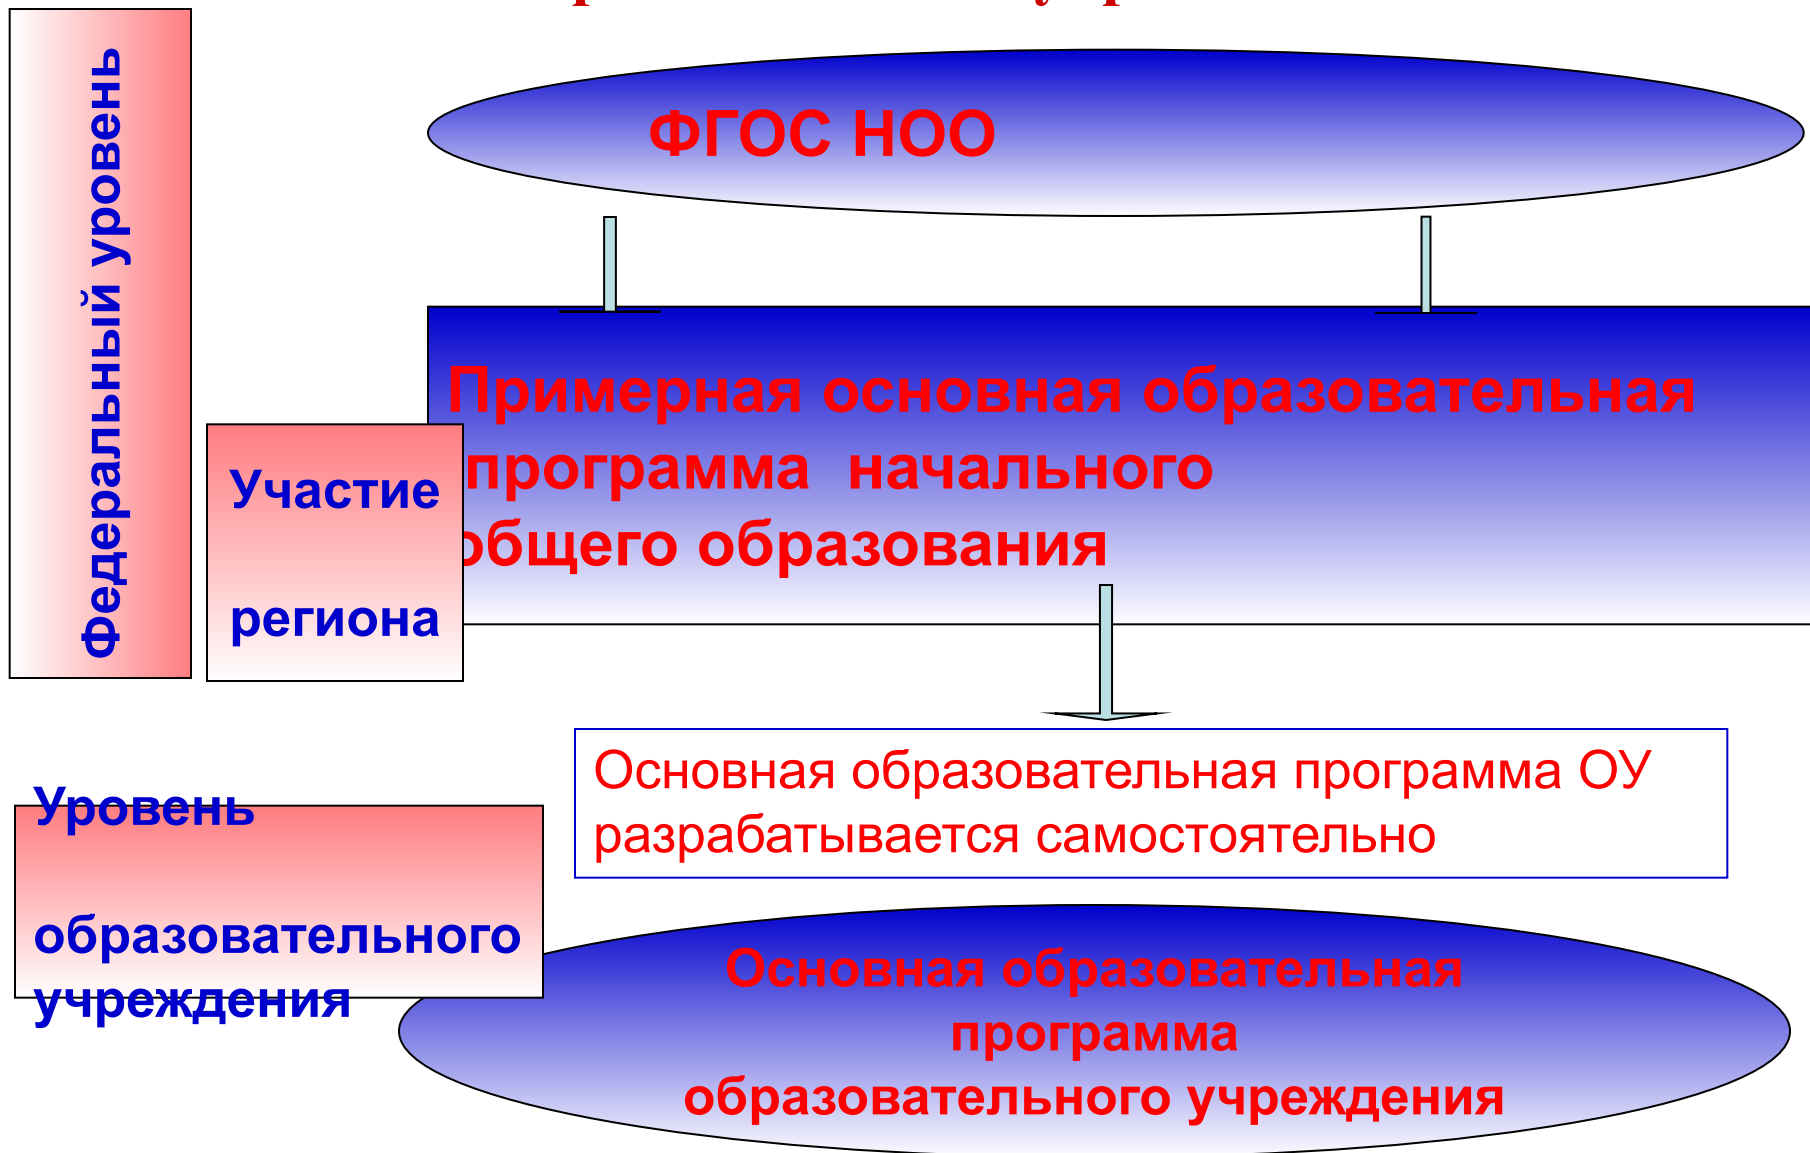 Федеральный уровень
ФГОС НОО
Примерная основная образовательная
программа начального
общего образования
Участие
региона
Основная образовательная программа ОУ
разрабатывается самостоятельно
Уровень
образовательного
учреждения
Основная образовательная
программа
образовательного учреждения